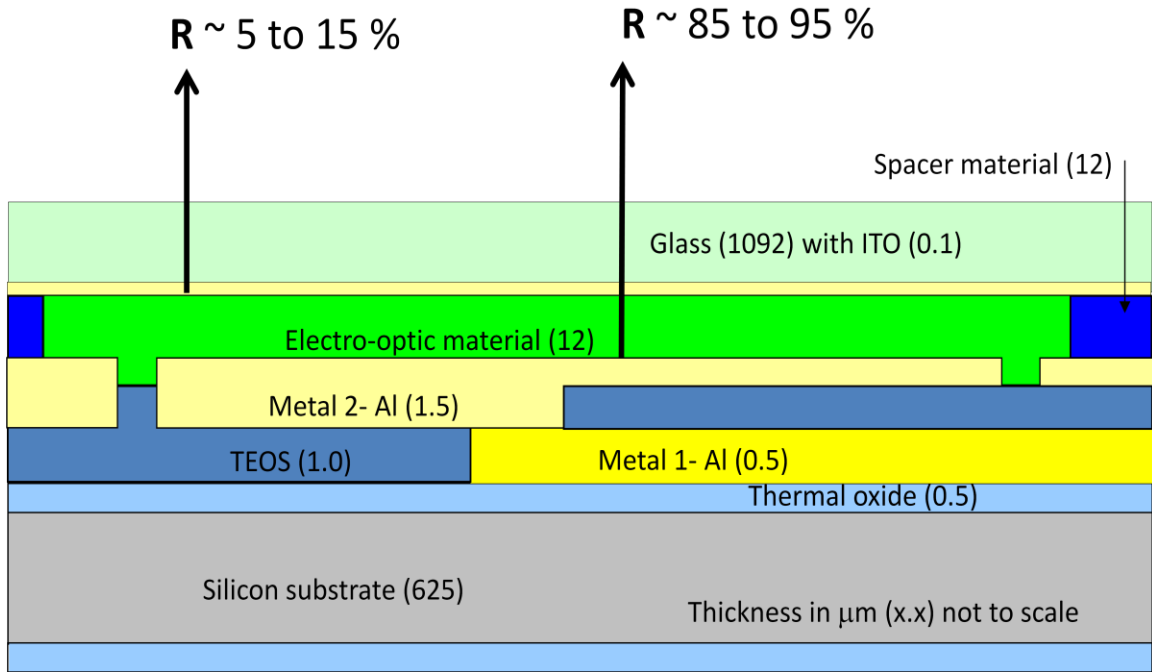 R ~ 5 to 15 %
R ~ 85 to 95 %
Spacer material (12)
Glass (1092) with ITO (0.1)
Electro-optic material (12)
Metal 2- Al (1.5)
TEOS (1.0)
Metal 1- Al (0.5)
Thermal oxide (0.5)
Silicon substrate (625)
Thickness in μm (x.x) not to scale